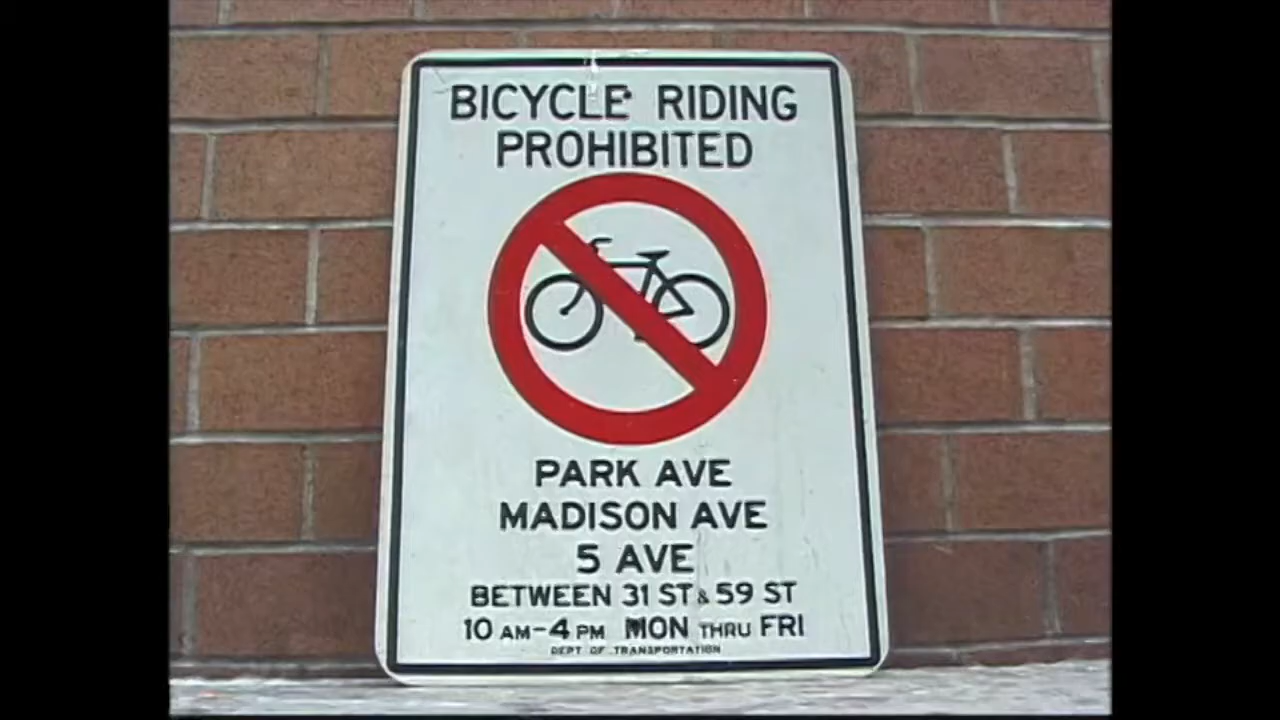 BICYCLE RIDING
PROHIBITED
PARK AVE
MADISON AVE
5 AVE
BETWEEN 31 ST & 59 ST
10 AM-4 PM MON THRU FRI
DEPT OF TRANSPORTATION